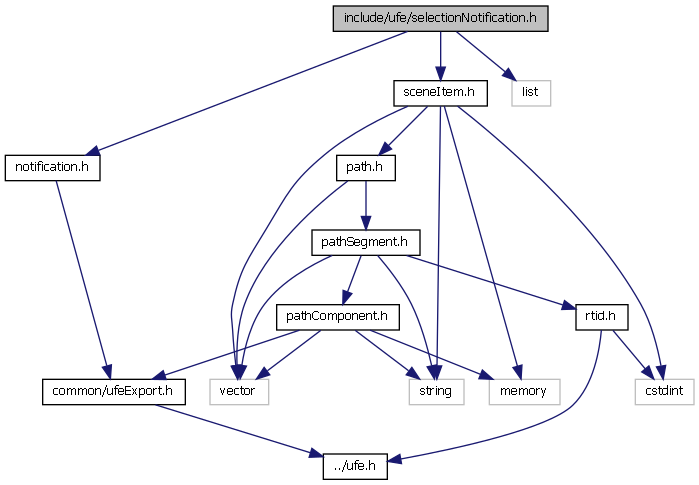 include/ufe/selectionNotification.h
sceneItem.h
list
notification.h
path.h
pathSegment.h
pathComponent.h
rtid.h
common/ufeExport.h
vector
string
memory
cstdint
../ufe.h